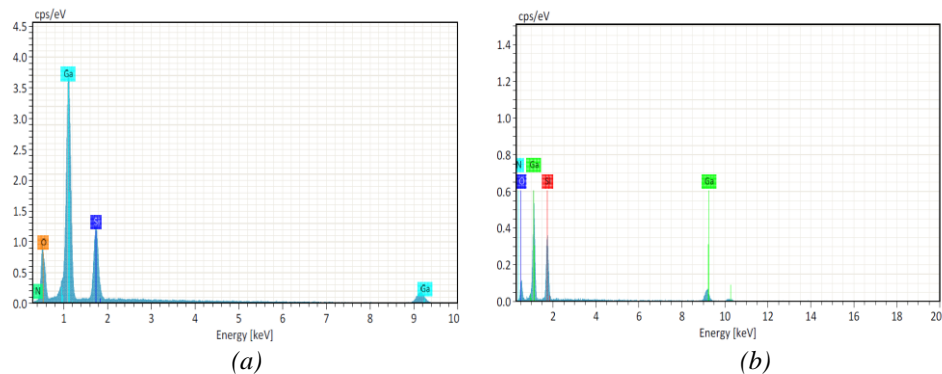 cps/eV
4.5
4.0
3.5
3.0
2.5
2.0
1.5
1.0
0.5
0.0
Ga
Si
O
N
Ga
1 2 3 4 5 6 7 8 9 10
Energy [keV]
(a)
cps/eV
1.4
1.2
1.0
0.8
0.6
0.4
0.2
0.0
N
Ga
O
Si
Ga
2 4 6 8 10 12 14 16 18 20
Energy [keV]
(b)